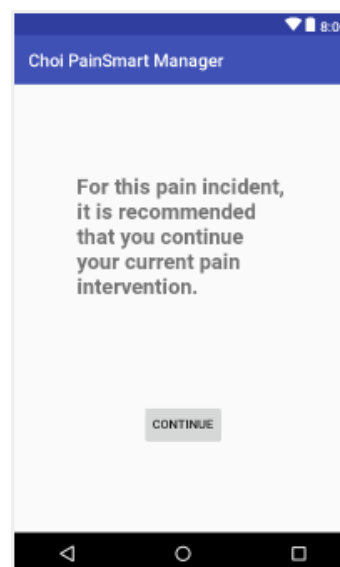 8:0
Choi PainSmart Manager
For this pain incident,
it is recommended
that you continue
your current pain
intervention.
CONTINUE